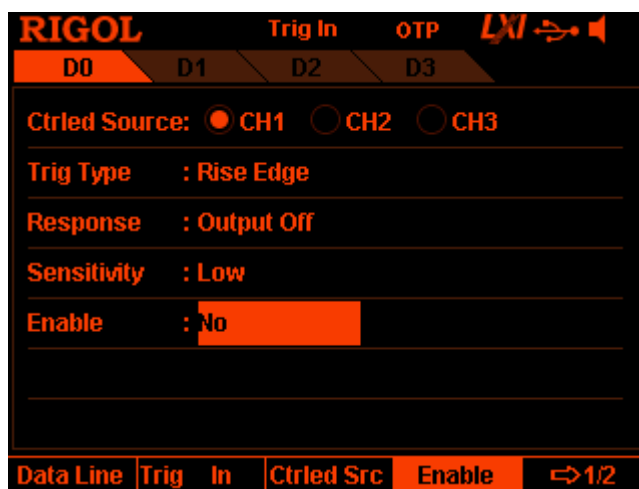 RIGOL Trig In OTP LXI
D0 D1 D2 D3
Ctrled Source: CH1 CH2 CH3
Trig Type : Rise Edge
Response : Output Off
Sensitivity : Low
Enable : No
Data Line Trig In Ctrled Src Enable 1/2